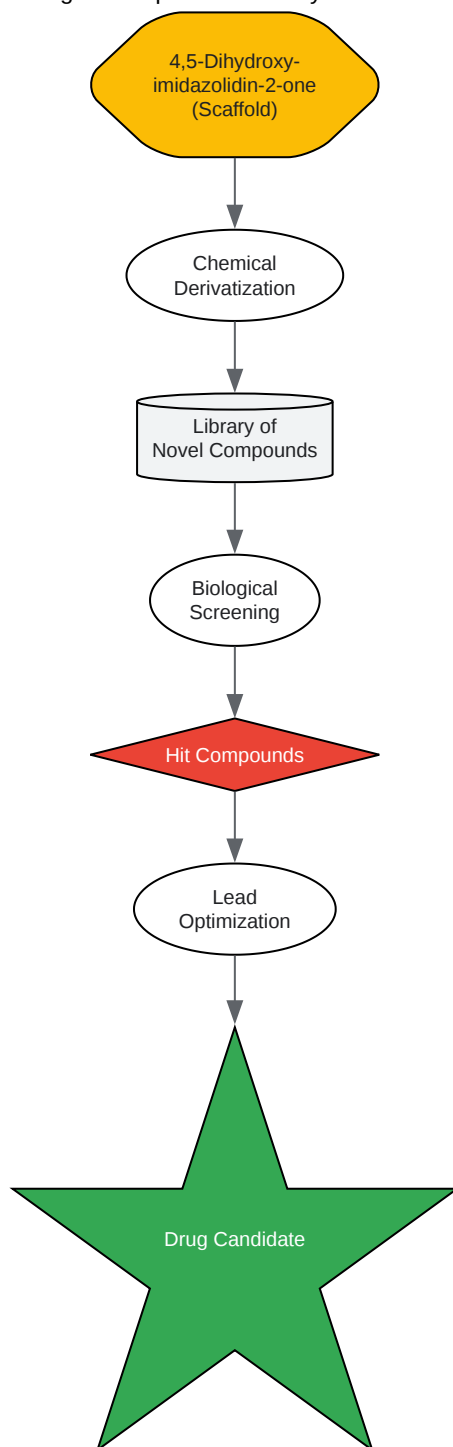 4,5-Dihydroxy-
imidazolidin-2-one
(Scaffold)
Chemical
Derivatization
Library of
Novel Compounds
Biological
Screening
Hit Compounds
Lead
Optimization
Drug Candidate